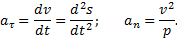 a_τ = dv/dt = d²s/dt²; a_n = v²/p.